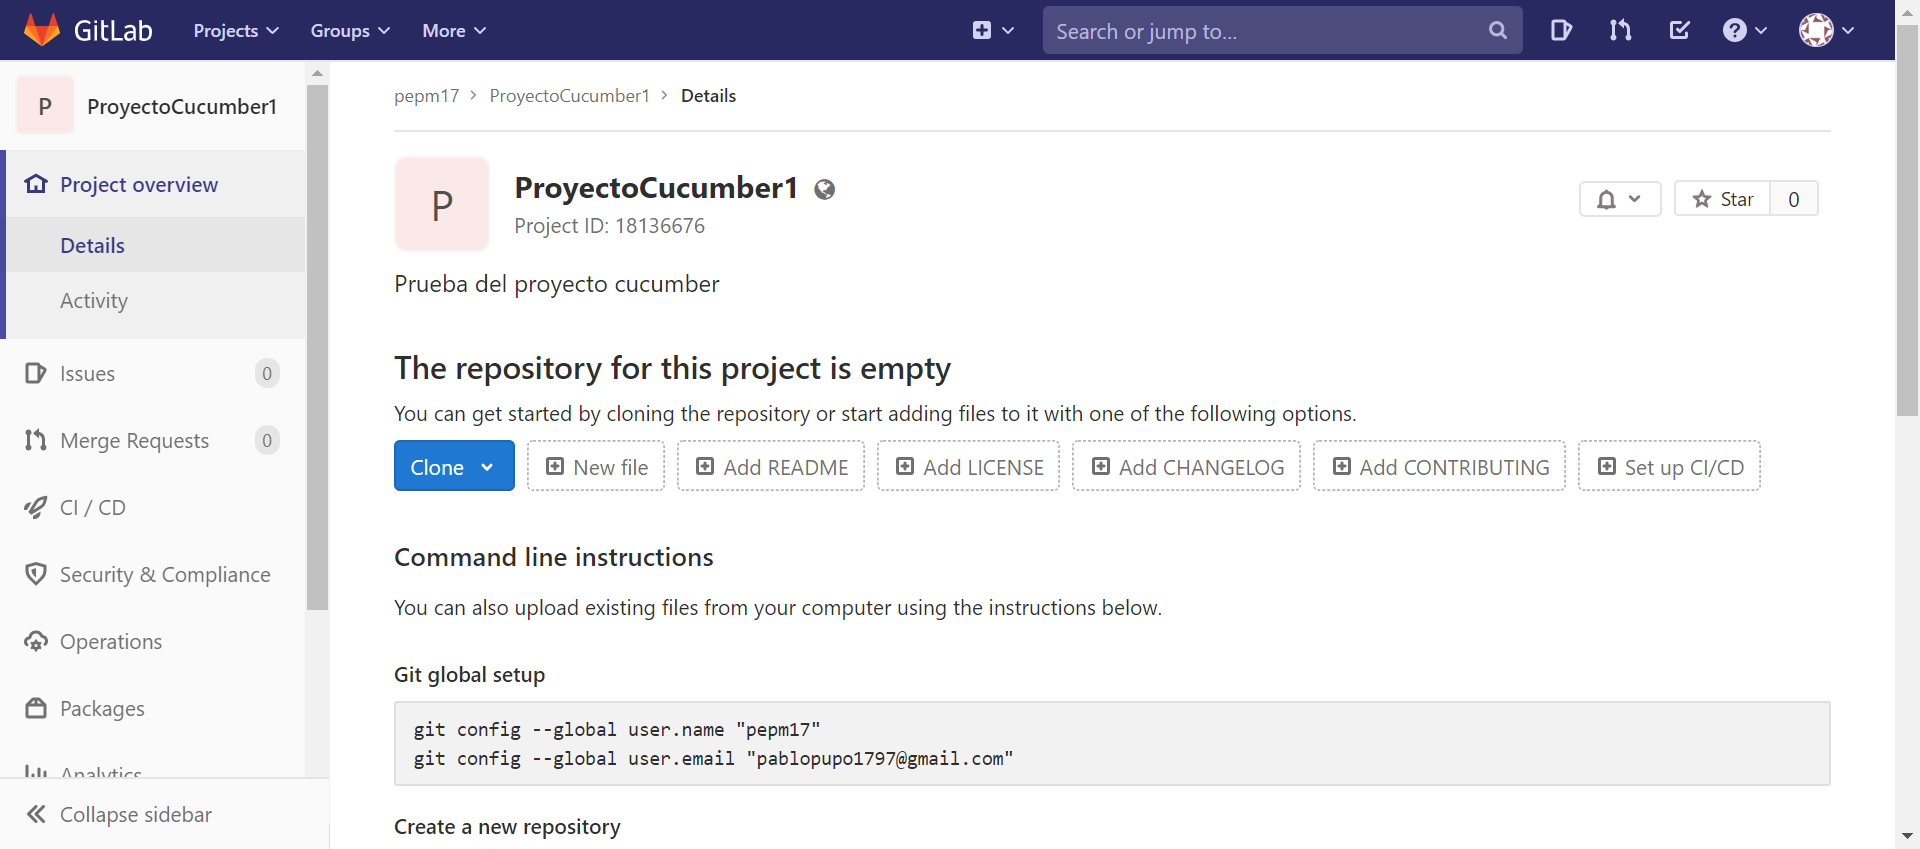 GitLab Projects Groups More Search or jump to...
P ProyectoCucumber1
Project overview
Details
Activity
Issues 0
Merge Requests 0
CI / CD
Security & Compliance
Operations
Packages
Analytics
Collapse sidebar
pepm17 > ProyectoCucumber1 > Details
P
ProyectoCucumber1
Project ID: 18136676
Star 0
Prueba del proyecto cucumber
The repository for this project is empty
You can get started by cloning the repository or start adding files to it with one of the following options.
Clone New file Add README Add LICENSE Add CHANGELOG Add CONTRIBUTING Set up CI/CD
Command line instructions
You can also upload existing files from your computer using the instructions below.
Git global setup
git config --global user.name "pepm17"
git config --global user.email "pablopupo1797@gmail.com"
Create a new repository